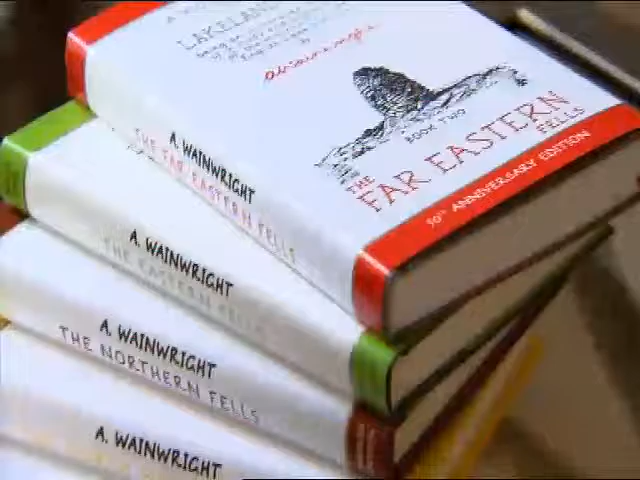 LAKELAND
awainwright
BOOK TWO
THE
FAR EASTERN
FELLS
50TH ANNIVERSARY EDITION
A. WAINWRIGHT
THE FAR EASTERN FELLS
A. WAINWRIGHT
THE EASTERN FELLS
A. WAINWRIGHT
THE NORTHERN FELLS
A. WAINWRIGHT